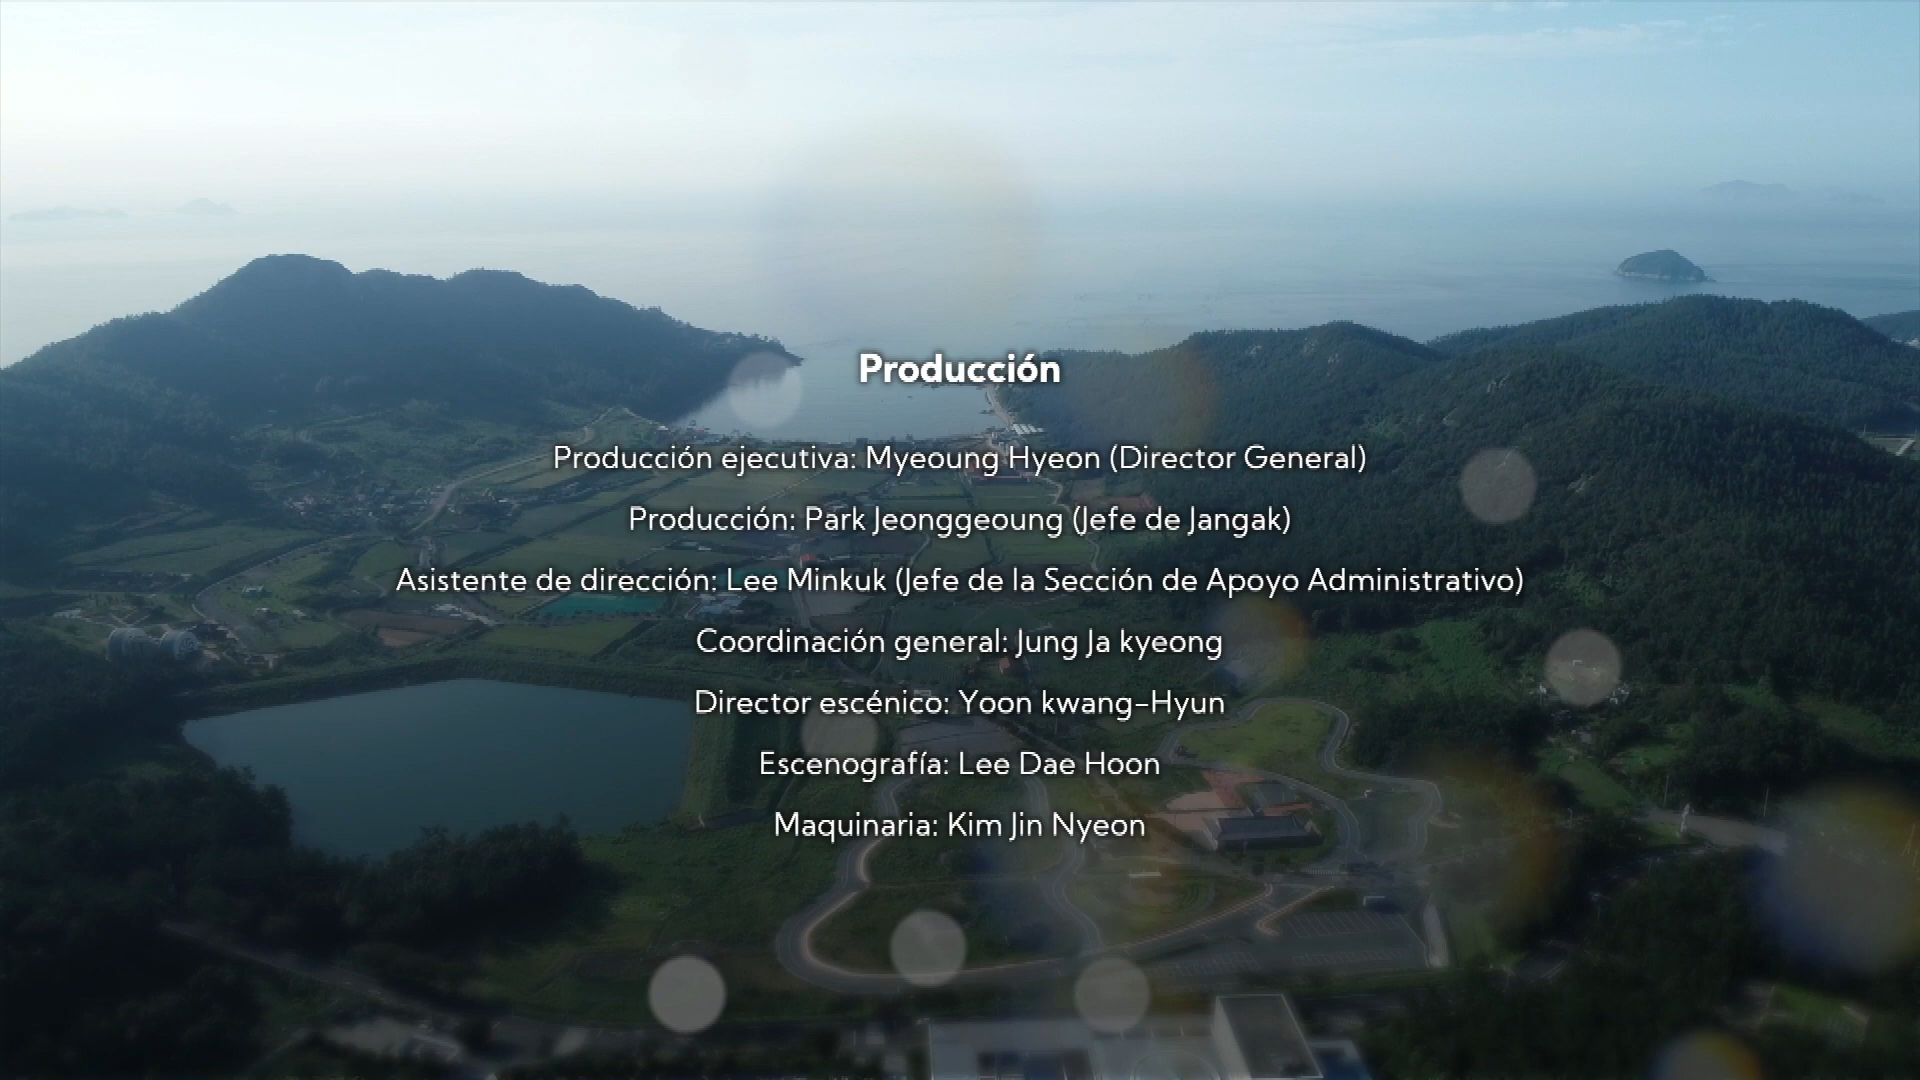 Producción
Producción ejecutiva: Myeoung Hyeon (Director General)
Producción: Park Jeonggeoung (Jefe de Jangak)
Asistente de dirección: Lee Minkuk (Jefe de la Sección de Apoyo Administrativo)
Coordinación general: Jung Ja kyeong
Director escénico: Yoon kwang-Hyun
Escenografía: Lee Dae Hoon
Maquinaria: Kim Jin Nyeon